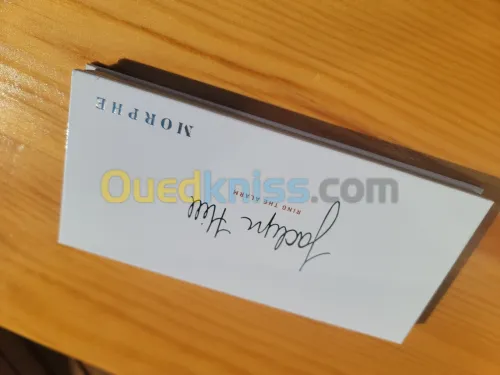 MORPHE
Jaclyn Hill
RING THE ALARM
Ouedkniss.com